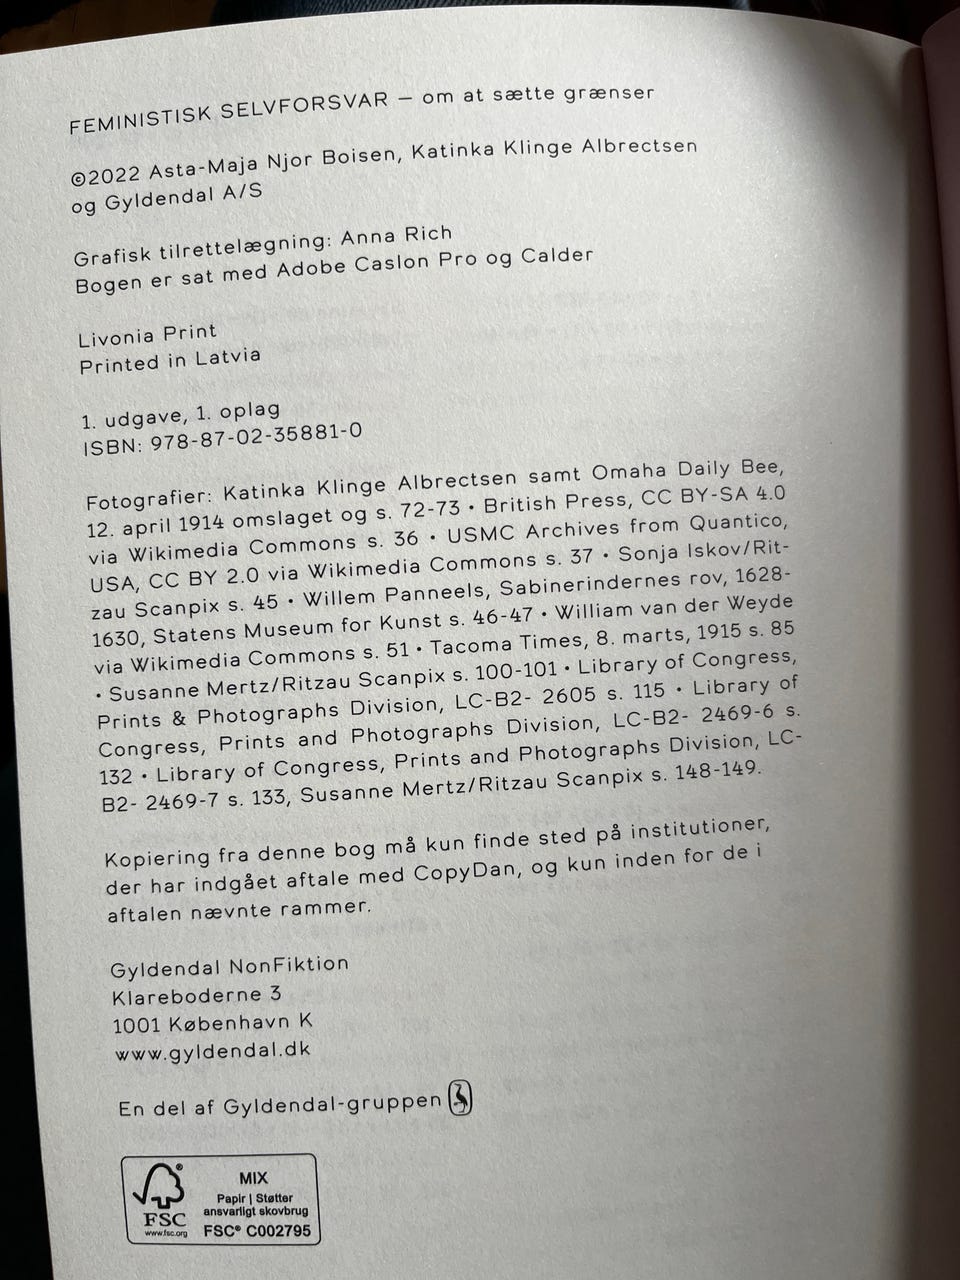 FEMINISTISK SELVFORSVAR – om at sætte grænser
©2022 Asta-Maja Njor Boisen, Katinka Klinge Albrectsen
og Gyldendal A/S
Grafisk tilrettelægning: Anna Rich
Bogen er sat med Adobe Caslon Pro og Calder
Livonia Print
Printed in Latvia
1. udgave, 1. oplag
ISBN: 978-87-02-35881-0
Fotografier: Katinka Klinge Albrectsen samt Omaha Daily Bee,
12. april 1914 omslaget og s. 72-73 • British Press, CC BY-SA 4.0
via Wikimedia Commons s. 36 • USMC Archives from Quantico,
USA, CC BY 2.0 via Wikimedia Commons s. 37 • Sonja Iskov/Rit-
zau Scanpix s. 45 • Willem Panneels, Sabinerindernes rov, 1628-
1630, Statens Museum for Kunst s. 46-47 • William van der Weyde
via Wikimedia Commons s. 51 • Tacoma Times, 8. marts, 1915 s. 85
• Susanne Mertz/Ritzau Scanpix s. 100-101 • Library of Congress,
Prints & Photographs Division, LC-B2- 2605 s. 115 • Library of
Congress, Prints and Photographs Division, LC-B2- 2469-6 s.
132 • Library of Congress, Prints and Photographs Division, LC-
B2- 2469-7 s. 133, Susanne Mertz/Ritzau Scanpix s. 148-149.
Kopiering fra denne bog må kun finde sted på institutioner,
der har indgået aftale med CopyDan, og kun inden for de i
aftalen nævnte rammer.
Gyldendal NonFiktion
Klareboderne 3
1001 København K
www.gyldendal.dk
En del af Gyldendal-gruppen
FSC
www.fsc.org
MIX
Papir | Støtter
ansvarligt skovbrug
FSC® C002795